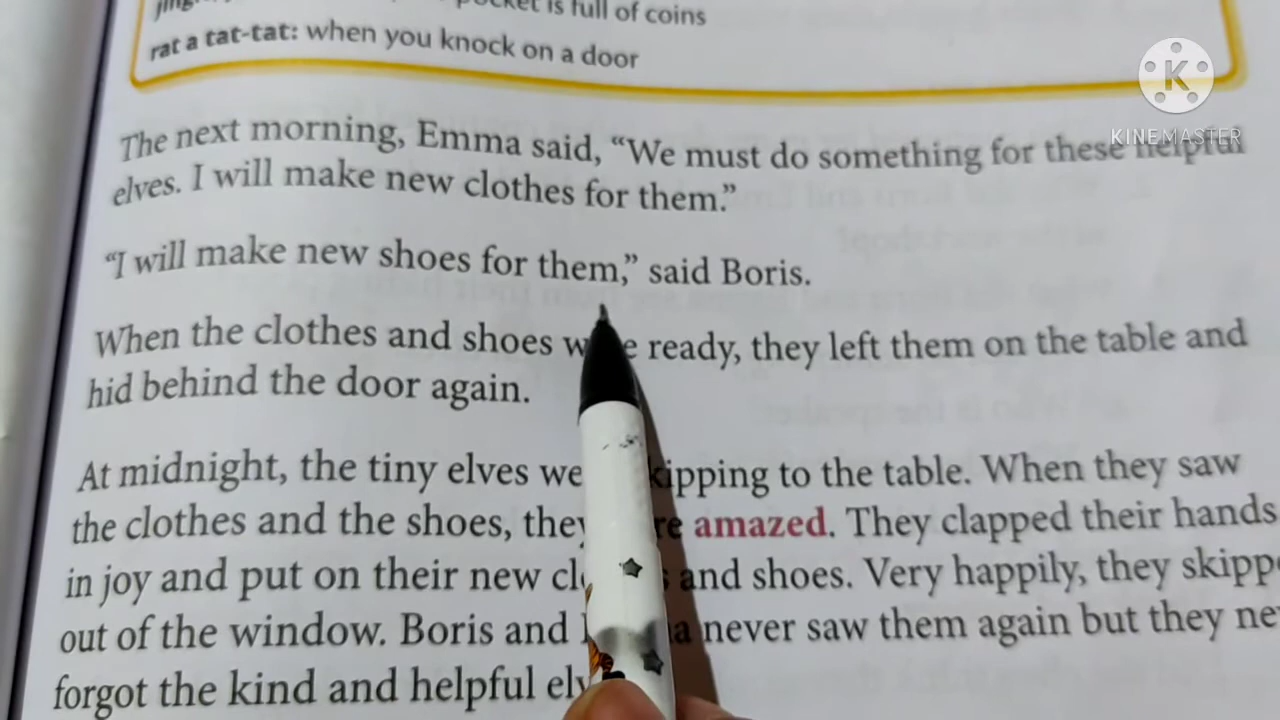 is full of coins
rat a tat-tat: when you knock on a door
K
KINEMASTER
The next morning, Emma said, “We must do something for these helpful
elves. I will make new clothes for them.”
“I will make new shoes for them,” said Boris.
When the clothes and shoes ready, they left them on the table and
hid behind the door again.
At midnight, the tiny elves to the table. When they saw
the clothes and the shoes, amazed. They clapped their hands
in joy and put on their new and shoes. Very happily, they
out of the window. Boris and never saw them again but they
forgot the kind and helpful